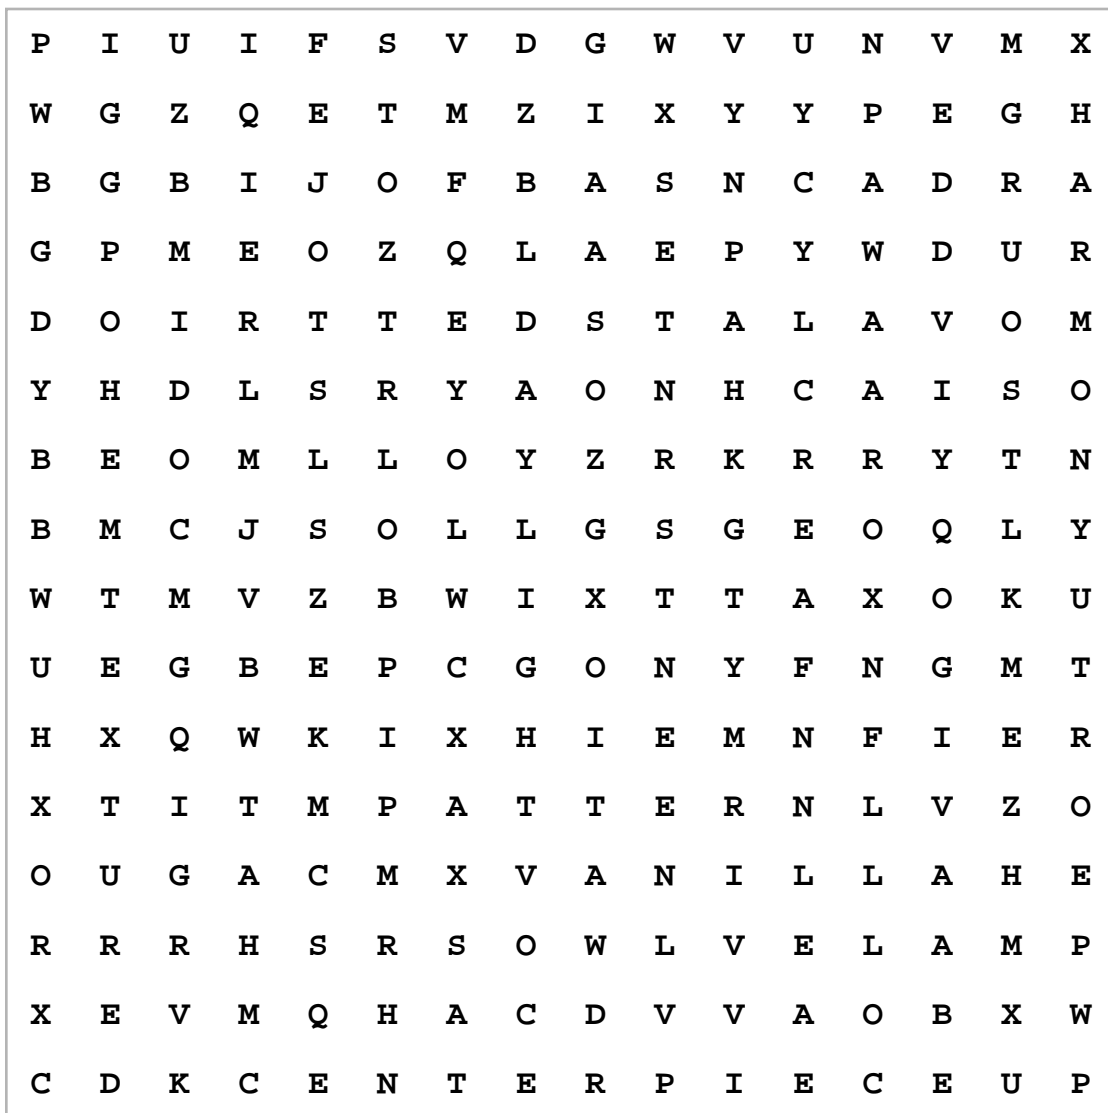 P I U I F S V D G W V U N V M X
W G Z Q E T M Z I X Y Y P E G H
B G B I J O F B A S N C A D R A
G P M E O Z Q L A E P Y W D U R
D O I R T T E D S T A L A V O M
Y H D L S R Y A O N H C A I S O
B E O M L L O Y Z R K R R Y T N
B M C J S O L L G S G E O Q L Y
W T M V Z B W I X T T A X O K U
U E G B E P C G O N Y F N G M T
H X Q W K I X H I E M N F I E R
X T I T M P A T T E R N L V Z O
O U G A C M X V A N I L L A H E
R R R H S R S O W L V E L A M P
X E V M Q H A C D V V A O B X W
C D K C E N T E R P I E C E U P